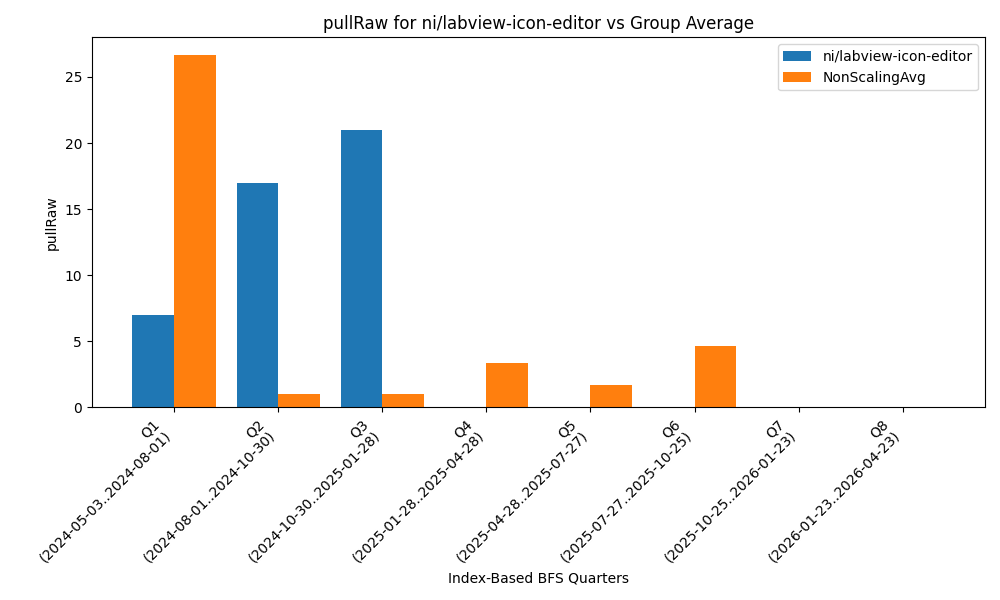 pullRaw for ni/labview-icon-editor vs Group Average
ni/labview-icon-editor
NonScalingAvg
pullRaw
25
20
15
10
5
0
Q1
(2024-05-03..2024-08-01)
Q2
(2024-08-01..2024-10-30)
Q3
(2024-10-30..2025-01-28)
Q4
(2025-01-28..2025-04-28)
Q5
(2025-04-28..2025-07-27)
Q6
(2025-07-27..2025-10-25)
Q7
(2025-10-25..2026-01-23)
Q8
(2026-01-23..2026-04-23)
Index-Based BFS Quarters